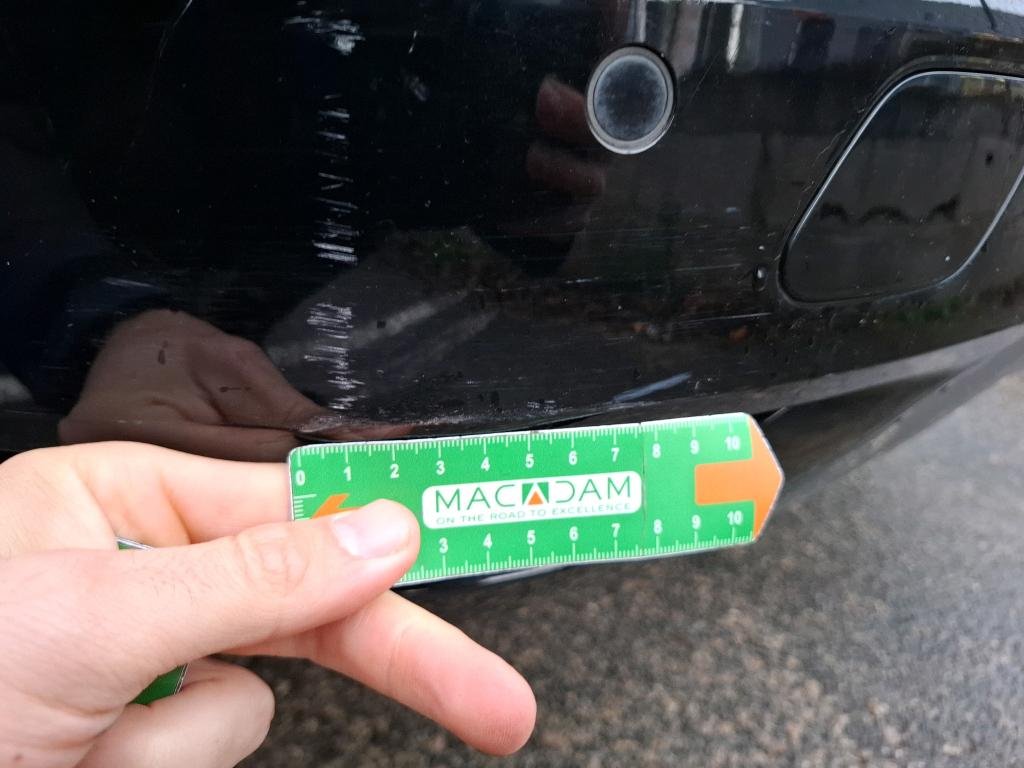 0 1 2 3 4 5 6 7 8 9 10
MACADAM
ON THE ROAD TO EXCELLENCE
3 4 5 6 7 8 9 10